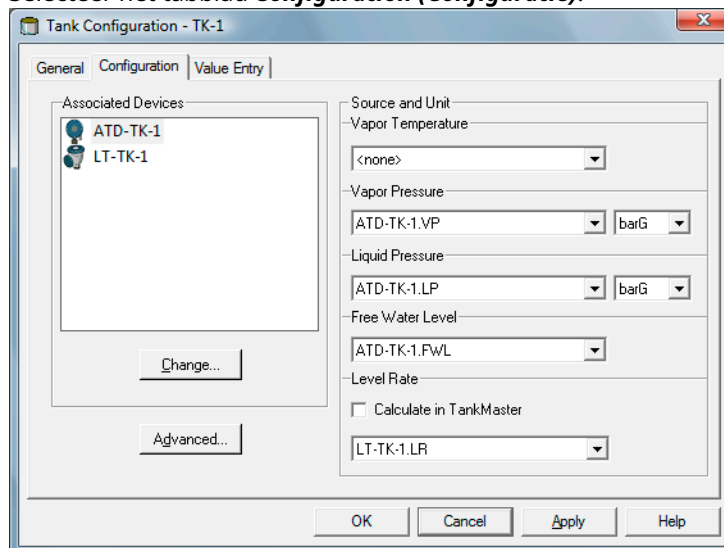 Selecteer het tabblad Configuration (Configuratie).
Tank Configuration - TK-1
General Configuration Value Entry
Associated Devices
ATD-TK-1
LT-TK-1
Change...
Advanced...
Source and Unit
Vapor Temperature
<none>
Vapor Pressure
ATD-TK-1.VP barG
Liquid Pressure
ATD-TK-1.LP barG
Free Water Level
ATD-TK-1.FWL
Level Rate
Calculate in TankMaster
LT-TK-1.LR
OK Cancel Apply Help